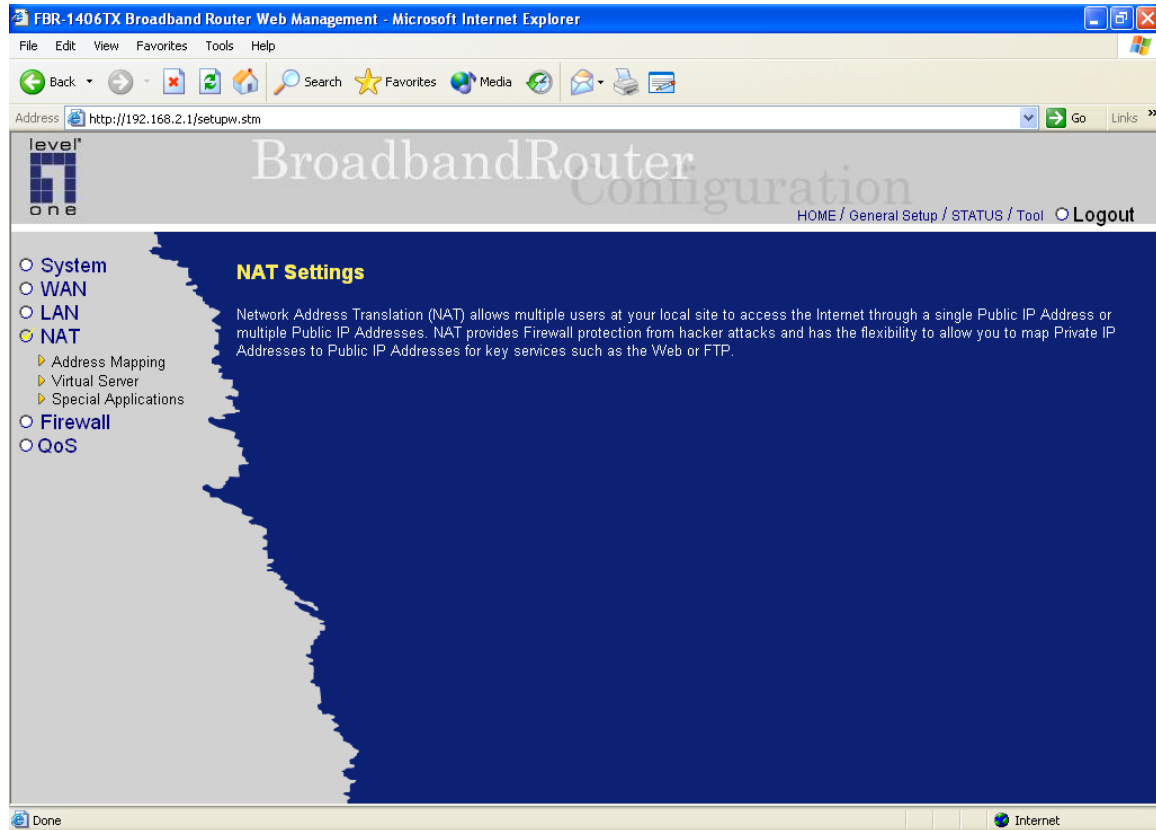 FBR-1406TX Broadband Router Web Management - Microsoft Internet Explorer
File Edit View Favorites Tools Help
Back Search Favorites Media
Address http://192.168.2.1/setupw.stm Go Links »
level one
BroadbandRouter
Configuration
HOME / General Setup / STATUS / Tool Logout
System
WAN
LAN
NAT
Address Mapping
Virtual Server
Special Applications
Firewall
QoS
NAT Settings
Network Address Translation (NAT) allows multiple users at your local site to access the Internet through a single Public IP Address or
multiple Public IP Addresses. NAT provides Firewall protection from hacker attacks and has the flexibility to allow you to map Private IP
Addresses to Public IP Addresses for key services such as the Web or FTP.
Done Internet